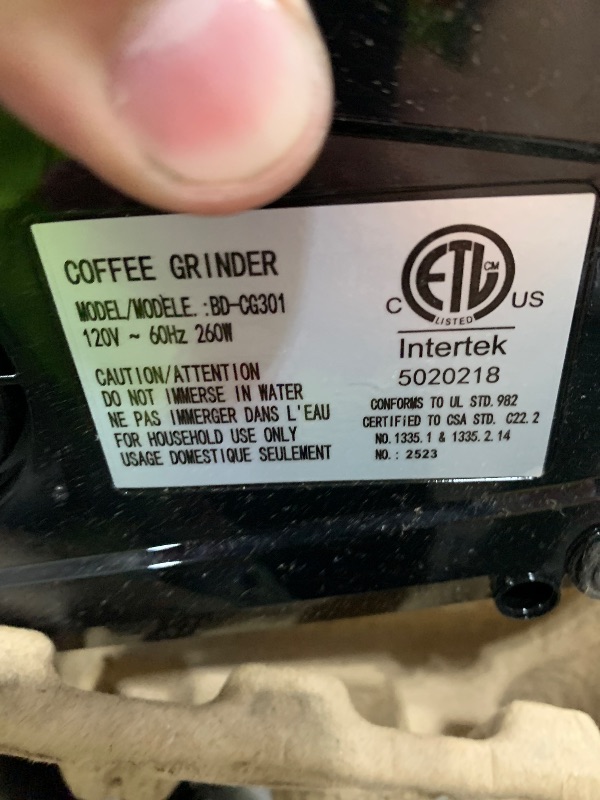 COFFEE GRINDER
MODEL/MODÈLE.:BD-CG301
120V ~ 60Hz 260W
CAUTION/ATTENTION
DO NOT IMMERSE IN WATER
NE PAS IMMERGER DANS L'EAU
FOR HOUSEHOLD USE ONLY
USAGE DOMESTIQUE SEULEMENT
ETL CM
C US
LISTED
Intertek
5020218
CONFORMS TO UL STD. 982
CERTIFIED TO CSA STD. C22.2
NO. 1335.1 & 1335.2.14
NO.: 2523